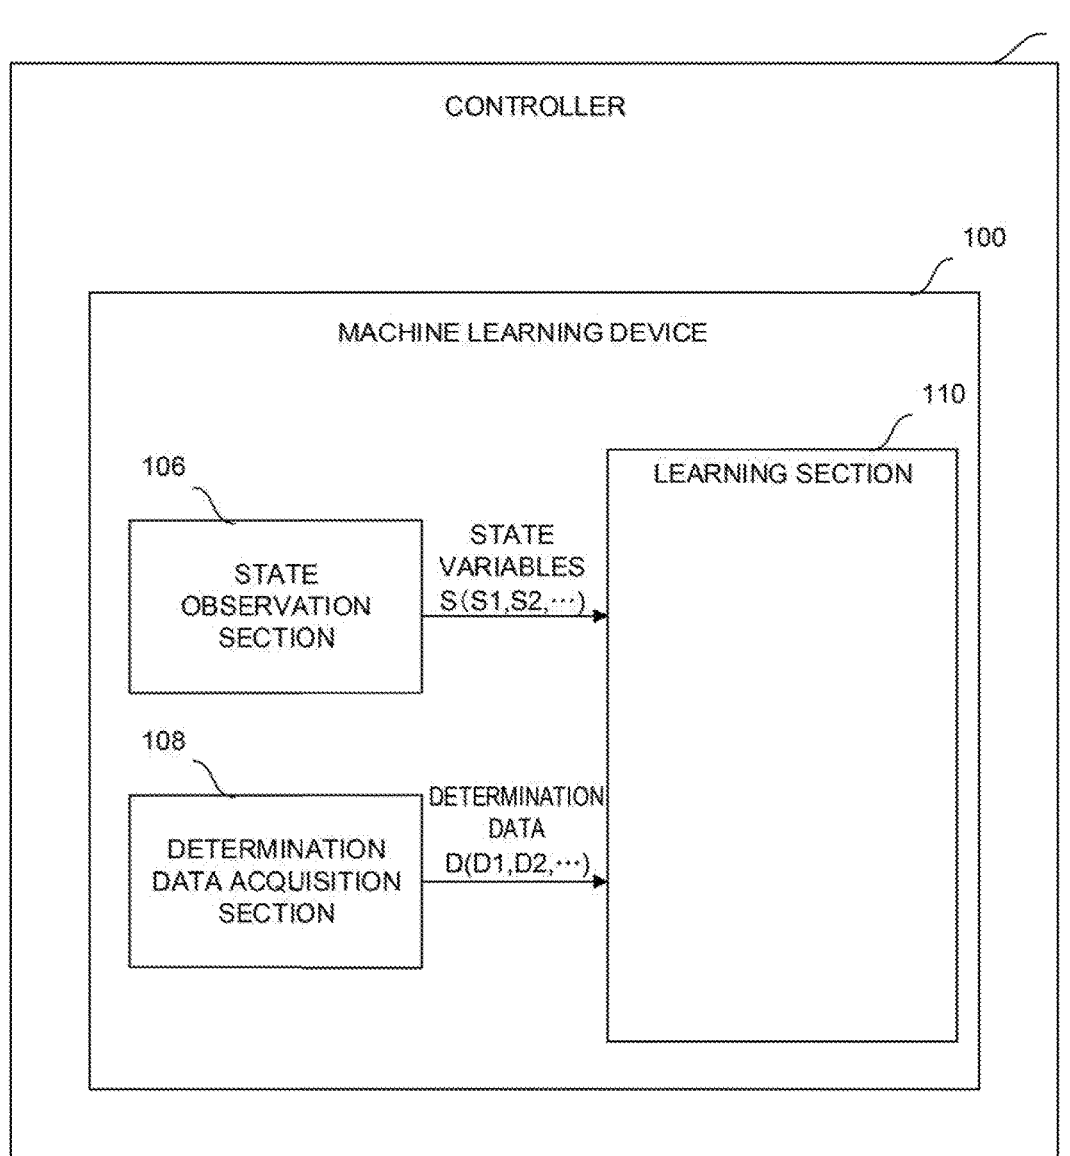 CONTROLLER
100
MACHINE LEARNING DEVICE
110
LEARNING SECTION
106
STATE
OBSERVATION
SECTION
STATE
VARIABLES
S(S1,S2,···)
108
DETERMINATION
DATA ACQUISITION
SECTION
DETERMINATION
DATA
D(D1,D2,···)